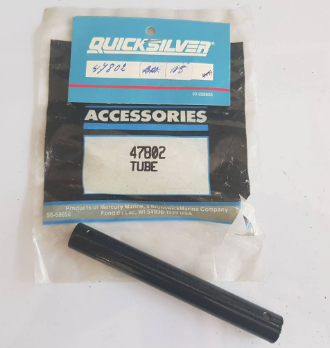 QUICKSILVER
47802
ACCESSORIES
47802
TUBE
Products of Mercury Marine,
Fond du Lac, WI